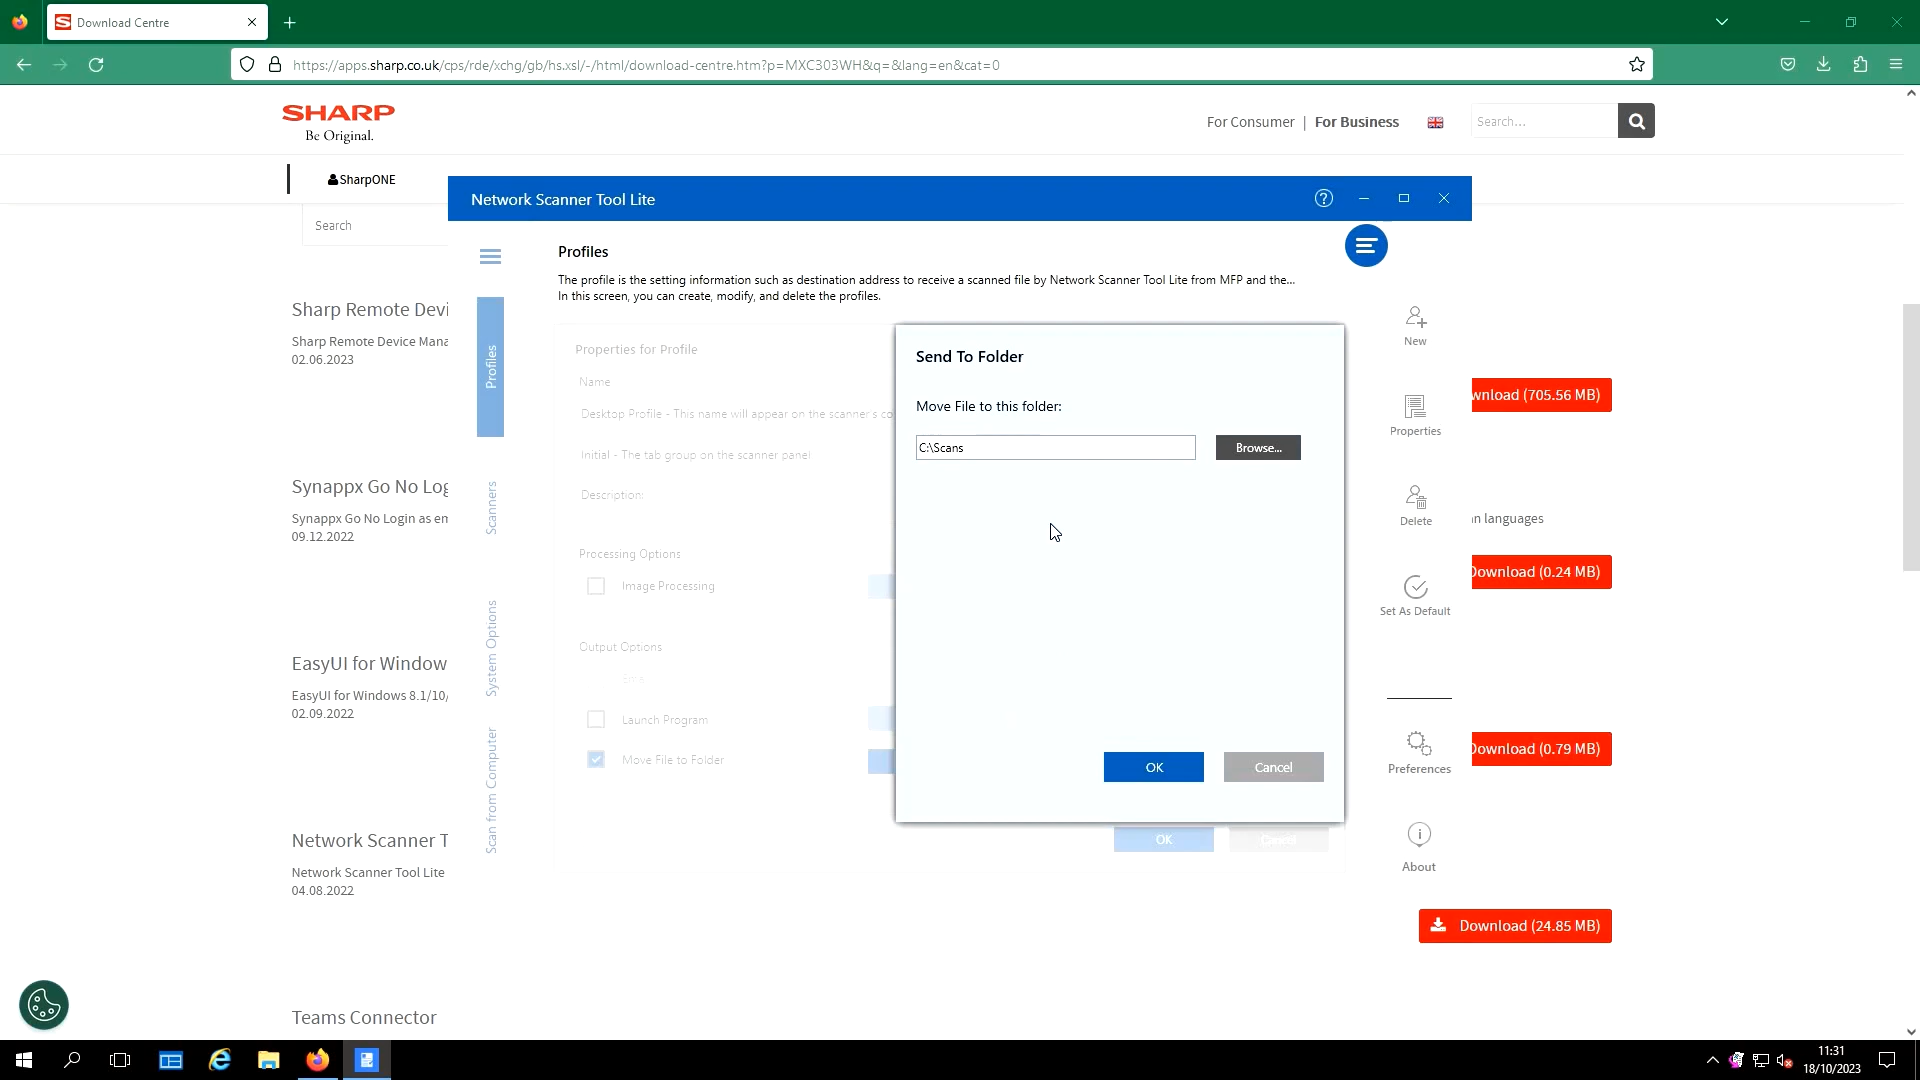 Download Centre
https://apps.sharp.co.uk/cps/rde/xchg/gb/hs.xsl/-/html/download-centre.htm?p=MXC303WH&q=&lang=en&cat=0
SHARP
Be Original.
For Consumer | For Business
Search...
SharpONE
Search
Network Scanner Tool Lite
Profiles
The profile is the setting information such as destination address to receive a scanned file by Network Scanner Tool Lite from MFP and the...
In this screen, you can create, modify, and delete the profiles.
Profiles
Scanners
System Options
Scan from Computer
Properties for Profile
Name
Desktop Profile - This name will appear on the scanner's co
Initial - The tab group on the scanner panel
Description:
Processing Options
Image Processing
Output Options
Email
Launch Program
Move File to Folder
OK
Cancel
Send To Folder
Move File to this folder:
C:\Scans
Browse...
OK
Cancel
New
Properties
Delete
Set As Default
Preferences
About
Sharp Remote Devi
Sharp Remote Device Mana
02.06.2023
wnload (705.56 MB)
Synappx Go No Log
Synappx Go No Login as em
n languages
09.12.2022
Download (0.24 MB)
EasyUI for Window
EasyUI for Windows 8.1/10/
02.09.2022
Download (0.79 MB)
Network Scanner T
Network Scanner Tool Lite
04.08.2022
Download (24.85 MB)
Teams Connector
11:31
18/10/2023